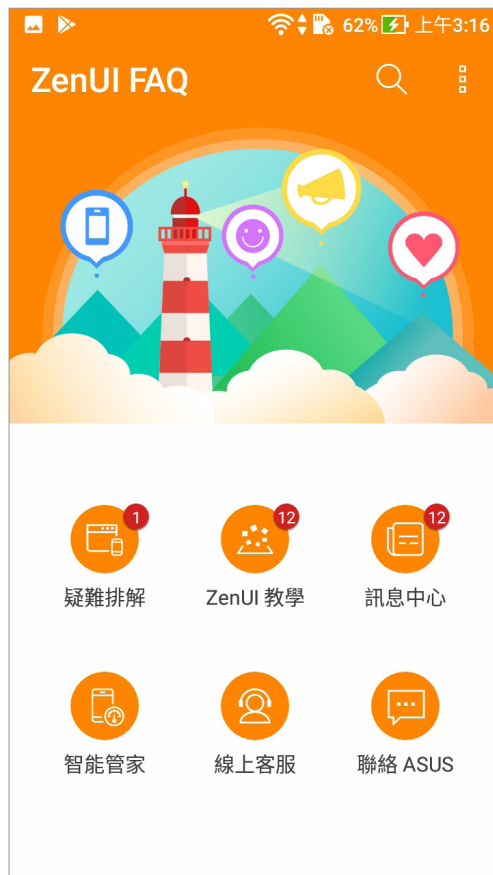 62% 上午3:16
ZenUI FAQ
1
12
12
疑難排解
ZenUI 教學
訊息中心
智能管家
線上客服
聯絡 ASUS